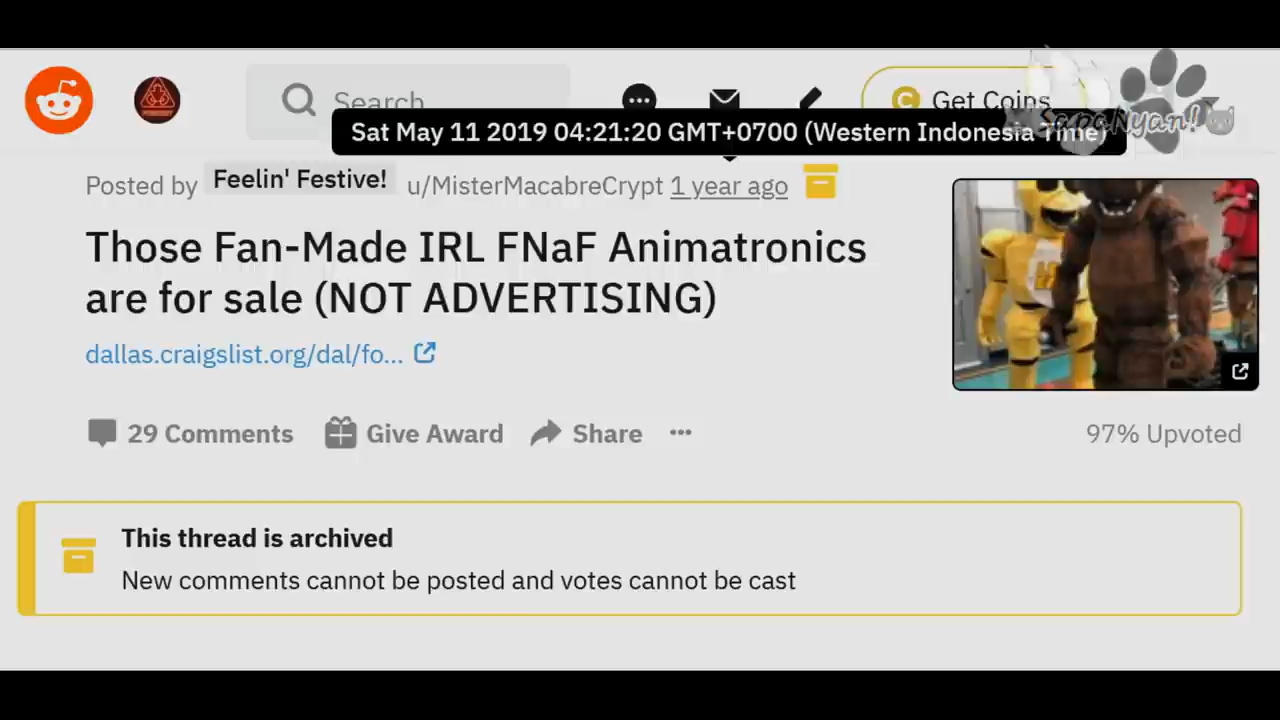 Search
Get Coins
Sat May 11 2019 04:21:20 GMT+0700 (Western Indonesia Time)
Posted by Feelin' Festive! u/MisterMacabreCrypt 1 year ago
Those Fan-Made IRL FNaF Animatronics
are for sale (NOT ADVERTISING)
dallas.craigslist.org/dal/fo...
29 Comments Give Award Share ...
97% Upvoted
This thread is archived
New comments cannot be posted and votes cannot be cast